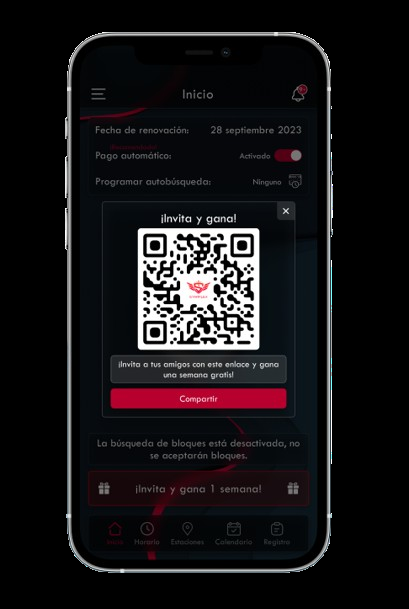 Inicio
Fecha de renovación: 28 septiembre 2023
Pago automático: Activado
Programar autobúsqueda: Ninguno
¡Invita y gana!
¡Invita a tus amigos con este enlace y gana
una semana gratis!
Compartir
La búsqueda de bloques está desactivada, no
se aceptarán bloques.
¡Invita y gana 1 semana!
Inicio Horario Estaciones Calendario Registro